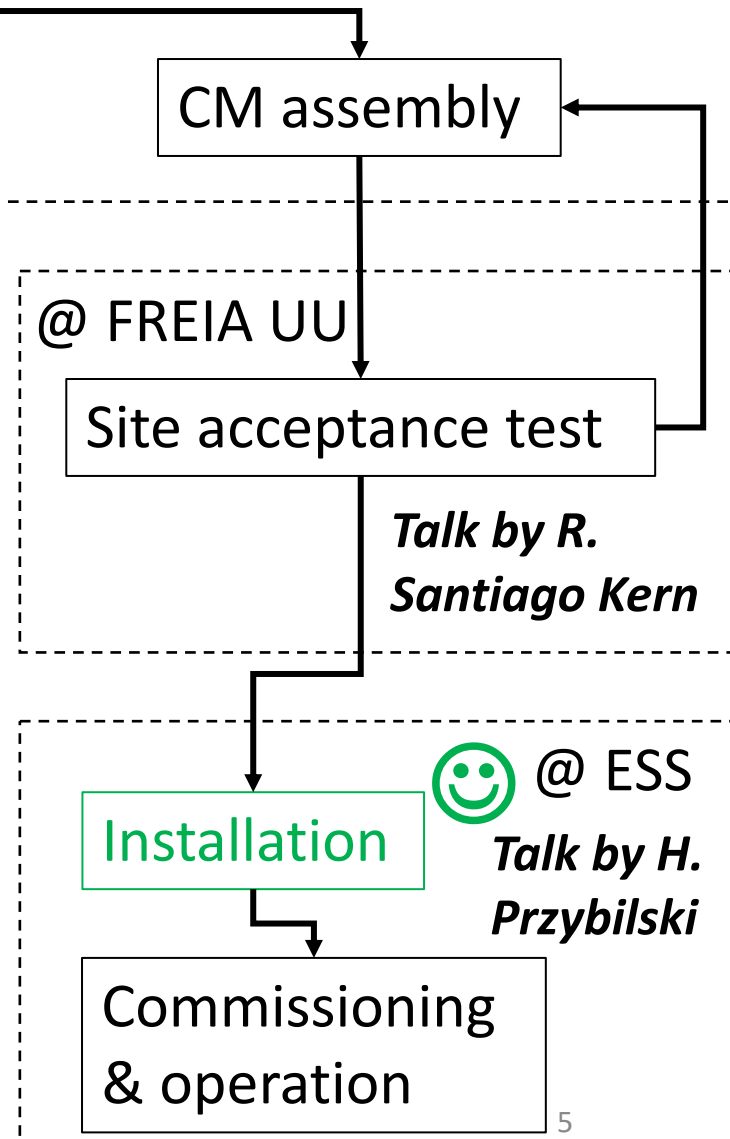 CM assembly
@ FREIA UU
Site acceptance test
Talk by R.
Santiago Kern
@ ESS
Installation
Talk by H.
Przybilski
Commissioning
& operation
5